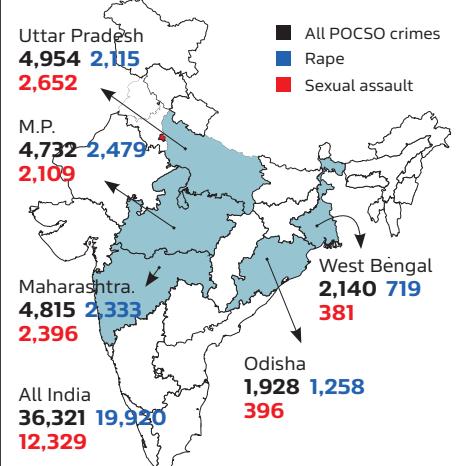 Uttar Pradesh
4,954 2,115
2,652
All POCSO crimes
Rape
Sexual assault
M.P.
4,732 2,479
2,109
Maharashtra.
4,815 2,333
2,396
West Bengal
2,140 719
381
Odisha
1,928 1,258
396
All India
36,321 19,920
12,329